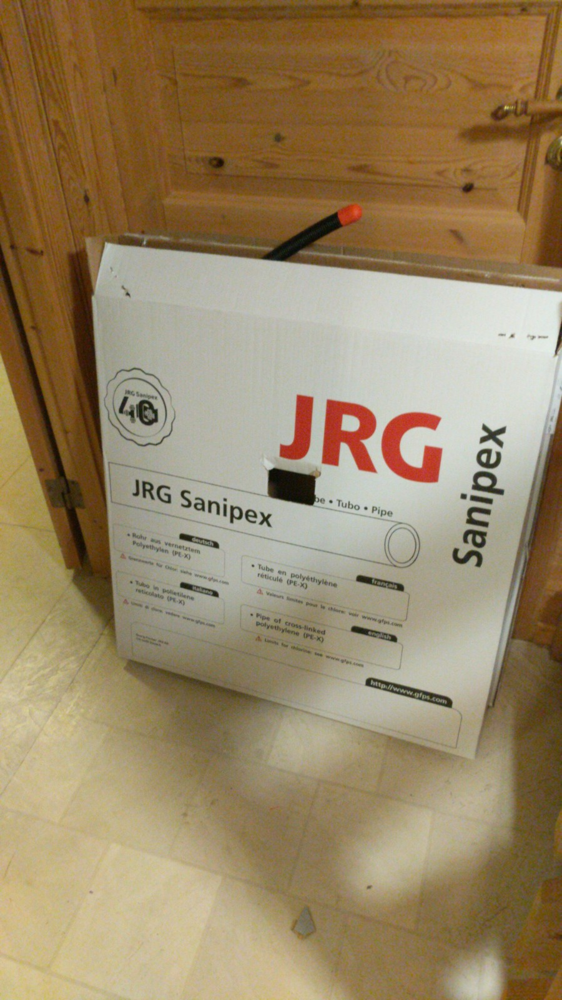 JRG Sanipex
40
JRG
Sanipex
be • Tubo • Pipe
JRG Sanipex
deutsch
• Rohr aus vernetztem
Polyethylen (PE-X)
Grenzwerte für Chlor: siehe www.gfps.com
italiano
• Tubo in polietilene
reticolato (PE-X)
Limiti di cloro: vedere www.gfps.com
français
• Tube en polyéthylène
réticulé (PE-X)
Valeurs limites pour le chlore: voir www.gfps.com
english
• Pipe of cross-linked
polyethylene (PE-X)
Limits for chlorine: see www.gfps.com
http://www.gfps.com